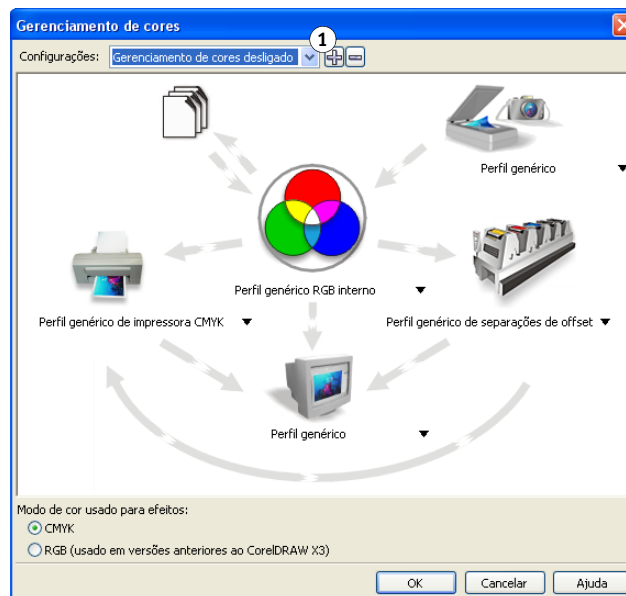 Gerenciamento de cores
Configurações: Gerenciamento de cores desligado
1
Perfil genérico
Perfil genérico RGB interno
Perfil genérico de impressora CMYK
Perfil genérico de separações de offset
Perfil genérico
Modo de cor usado para efeitos:
CMYK
RGB (usado em versões anteriores ao CorelDRAW X3)
OK Cancelar Ajuda